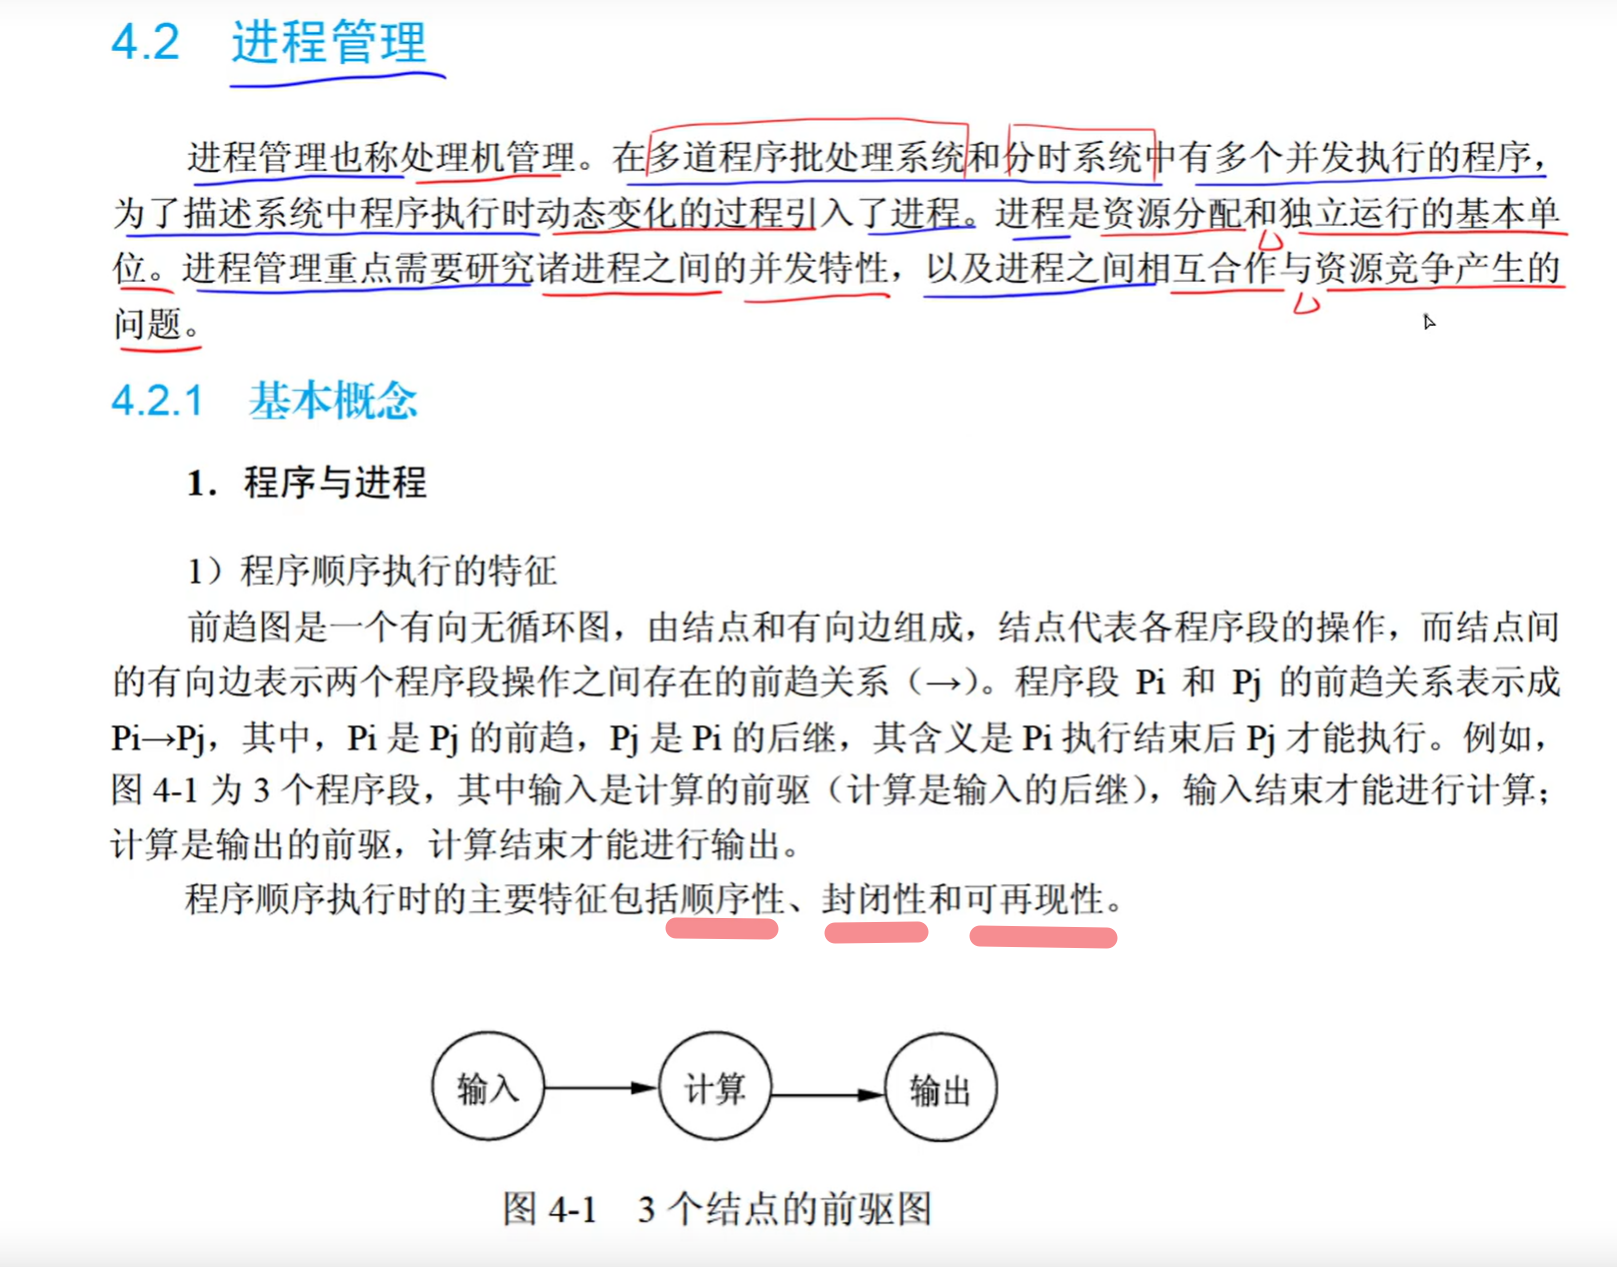 4.2 进程管理
进程管理也称处理机管理。在多道程序批处理系统和分时系统中有多个并发执行的程序，
为了描述系统中程序执行时动态变化的过程引入了进程。进程是资源分配和独立运行的基本单
位。进程管理重点需要研究诸进程之间的并发特性，以及进程之间相互合作与资源竞争产生的
问题。
4.2.1 基本概念
1．程序与进程
1）程序顺序执行的特征
前趋图是一个有向无循环图，由结点和有向边组成，结点代表各程序段的操作，而结点间
的有向边表示两个程序段操作之间存在的前趋关系（→）。程序段 Pi 和 Pj 的前趋关系表示成
Pi→Pj，其中，Pi 是 Pj 的前趋，Pj 是 Pi 的后继，其含义是 Pi 执行结束后 Pj 才能执行。例如，
图 4-1 为 3 个程序段，其中输入是计算的前驱（计算是输入的后继），输入结束才能进行计算；
计算是输出的前驱，计算结束才能进行输出。
程序顺序执行时的主要特征包括顺序性、封闭性和可再现性。
输入
计算
输出
图 4-1 3 个结点的前驱图